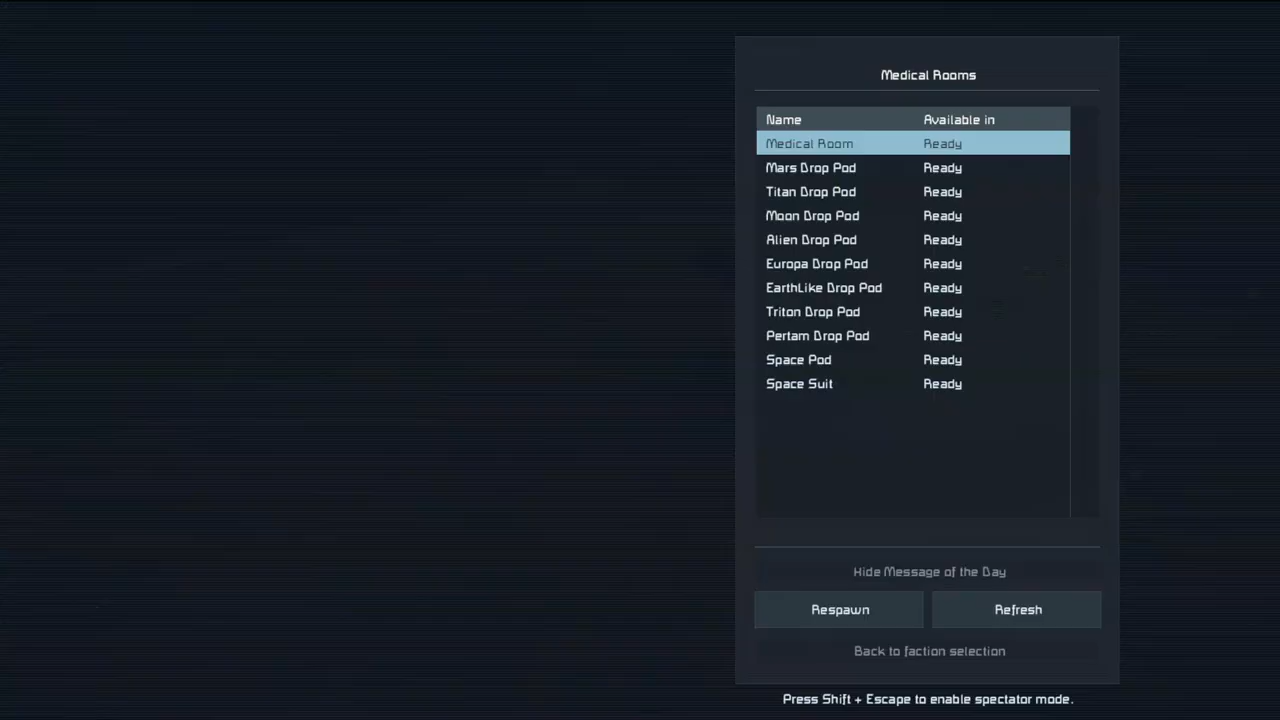 Medical Rooms
Name Available in
Medical Room Ready
Mars Drop Pod Ready
Titan Drop Pod Ready
Moon Drop Pod Ready
Alien Drop Pod Ready
Europa Drop Pod Ready
EarthLike Drop Pod Ready
Triton Drop Pod Ready
Pertam Drop Pod Ready
Space Pod Ready
Space Suit Ready
Hide Message of the Day
Respawn Refresh
Back to faction selection
Press Shift + Escape to enable spectator mode.